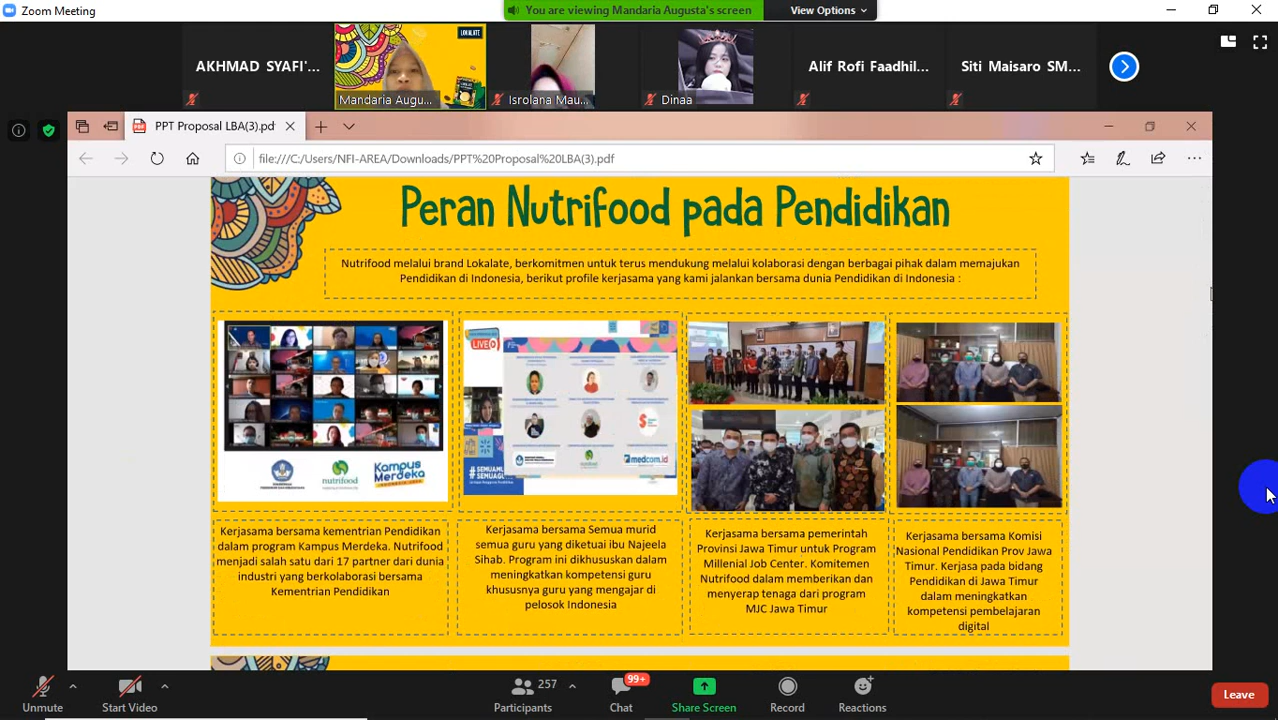 Zoom Meeting
You are viewing Mandaria Augusta's screen
View Options
LOKALATE
AKHMAD SYAFI'...
Mandaria Augu...
Isrolana Mau...
Dinaa
Alif Rofi Faadhil...
Siti Maisaro SM...
PPT Proposal LBA(3).pdf
file:///C:/Users/NFI-AREA/Downloads/PPT%20Proposal%20LBA(3).pdf
Peran Nutrifood pada Pendidikan
Nutrifood melalui brand Lokalate, berkomitmen untuk terus mendukung melalui kolaborasi dengan berbagai pihak dalam memajukan
Pendidikan di Indonesia, berikut profile kerjasama yang kami jalankan bersama dunia Pendidikan di Indonesia :
nutrifood
Kampus
Merdeka
INDONESIA JAYA
LIVE
nutrifood
medcom.id
Kerjasama bersama kementrian Pendidikan
dalam program Kampus Merdeka. Nutrifood
menjadi salah satu dari 17 partner dari dunia
industri yang berkolaborasi bersama
Kementrian Pendidikan
Kerjasama bersama Semua murid
semua guru yang diketuai ibu Najeela
Sihab. Program ini dikhususkan dalam
meningkatkan kompetensi guru
khususnya guru yang mengajar di
pelosok Indonesia
Kerjasama bersama pemerintah
Provinsi Jawa Timur untuk Program
Millenial Job Center. Komitemen
Nutrifood dalam memberikan dan
menyerap tenaga dari program
MJC Jawa Timur
Kerjasama bersama Komisi
Nasional Pendidikan Prov Jawa
Timur. Kerjasa pada bidang
Pendidikan di Jawa Timur
dalam meningkatkan
kompetensi pembelajaran
digital
Unmute
Start Video
257
Participants
99+
Chat
Share Screen
Record
Reactions
Leave